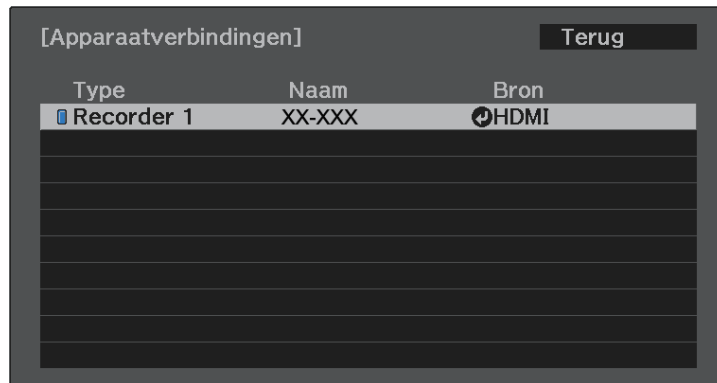 [Apparaatverbindingen] Terug
Type Naam Bron
Recorder 1 XX-XXX HDMI